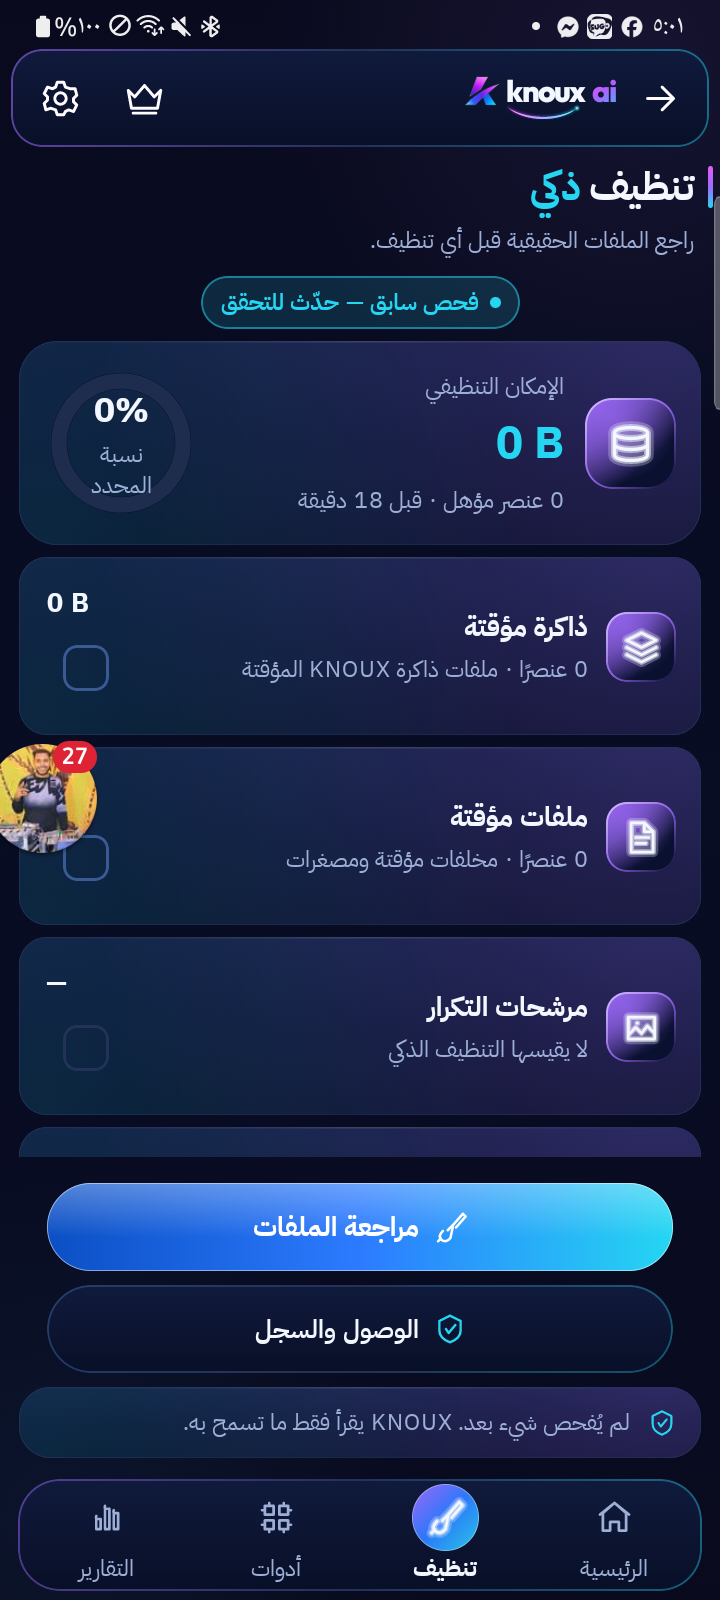 %١٠٠
٥:٠١
knoux ai
تنظيف ذكي
راجع الملفات الحقيقية قبل أي تنظيف.
فحص سابق — حدّث للتحقق
الإمكان التنظيفي
0 B
0 عنصر مؤهل · قبل 18 دقيقة
0%
نسبة
المحدد
ذاكرة مؤقتة
0 عنصرًا · ملفات ذاكرة KNOUX المؤقتة
0 B
27
ملفات مؤقتة
0 عنصرًا · مخلفات مؤقتة ومصغرات
مرشحات التكرار
لا يقيسها التنظيف الذكي
—
مراجعة الملفات
الوصول والسجل
لم يُفحص شيء بعد. KNOUX يقرأ فقط ما تسمح به.
الرئيسية
تنظيف
أدوات
التقارير